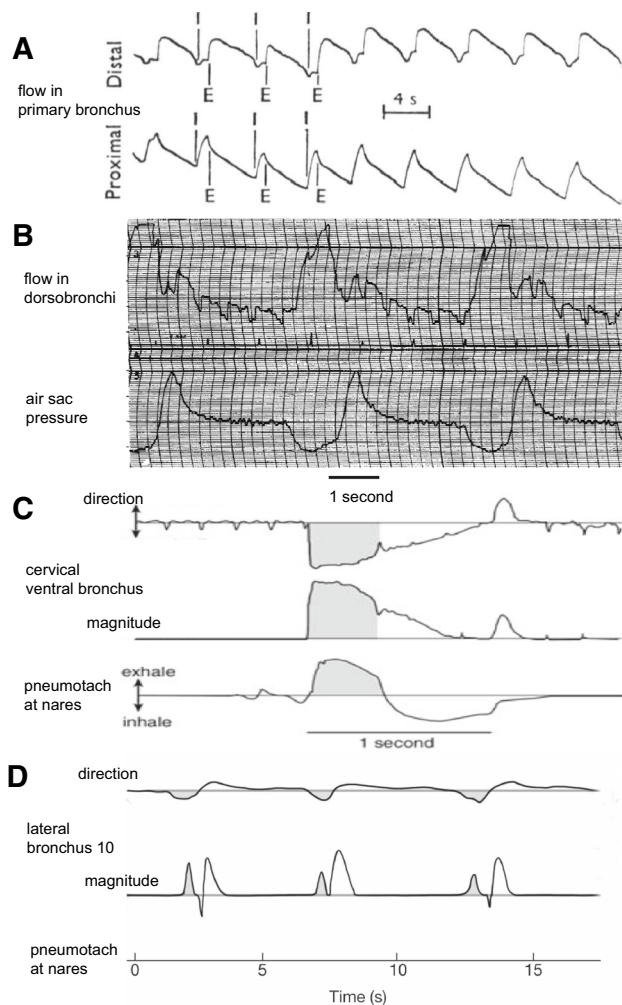 A
flow in
primary bronchus
Distal
I I I
E E E
4 s
Proximal
I I I
E E E
B
flow in
dorsobronchi
air sac
pressure
1 second
C
direction
cervical
ventral bronchus
magnitude
pneumotach
at nares
exhale
inhale
1 second
D
direction
lateral
bronchus 10
magnitude
pneumotach
at nares
0 5 10 15
Time (s)